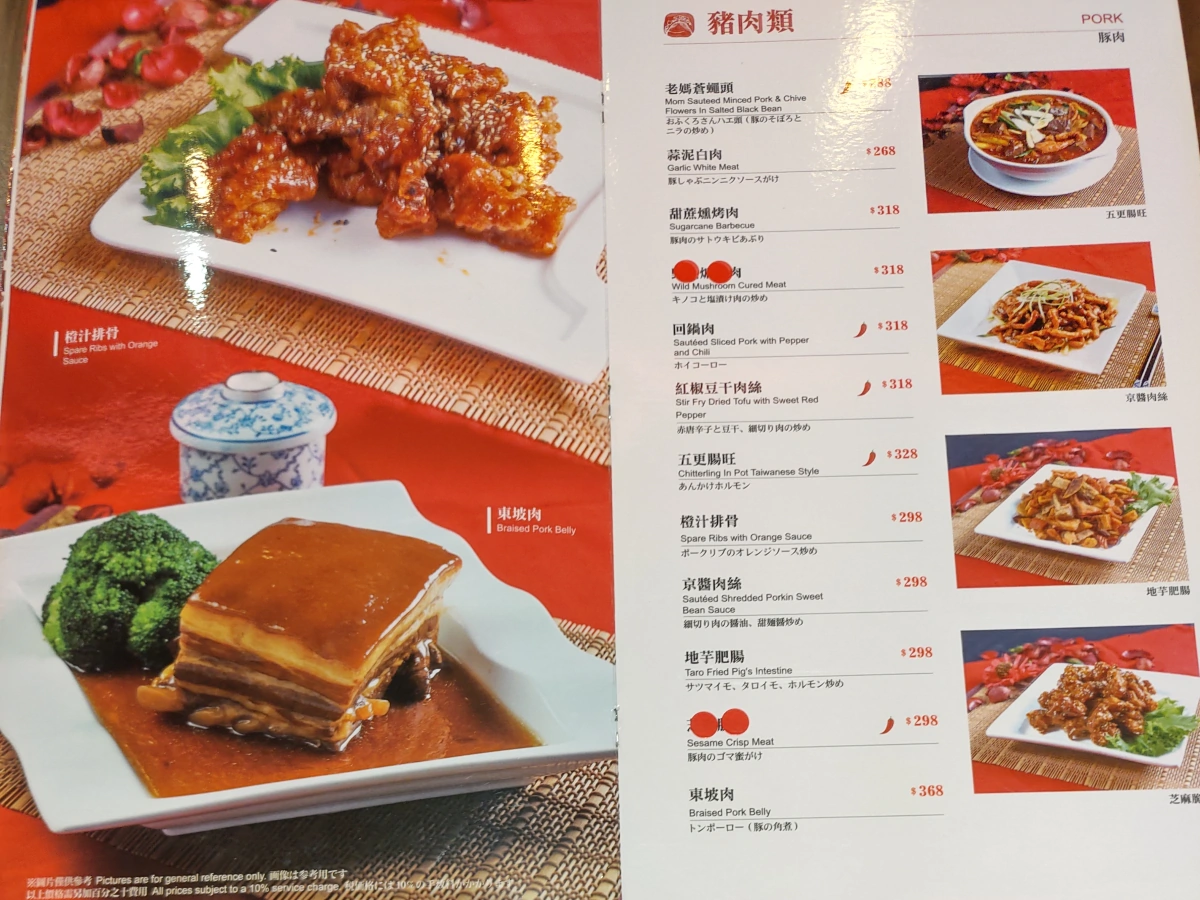 橙汁排骨
Spare Ribs with Orange
Sauce
東坡肉
Braised Pork Belly
※圖片僅供參考 Pictures are for general reference only. 画像は参考用です
以上價格需另加百分之十費用 All prices subject to a 10% service charge.
豬肉類
PORK
豚肉
老媽蒼蠅頭
Mom Sauteed Minced Pork & Chive
Flowers In Salted Black Bean
おふくろさんハエ頭（豚のそぼろと
ニラの炒め）
蒜泥白肉 $268
Garlic White Meat
豚しゃぶニンニクソースがけ
甜蔗燻烤肉 $318
Sugarcane Barbecue
豚肉のサトウキビあぶり
肉 $318
Wild Mushroom Cured Meat
キノコと塩漬け肉の炒め
回鍋肉 $318
Sautéed Sliced Pork with Pepper
and Chili
ホイコーロー
紅椒豆干肉絲 $318
Stir Fry Dried Tofu with Sweet Red
Pepper
赤唐辛子と豆干、細切り肉の炒め
五更腸旺 $328
Chitterling In Pot Taiwanese Style
あんかけホルモン
橙汁排骨 $298
Spare Ribs with Orange Sauce
ポークリブのオレンジソース炒め
京醬肉絲 $298
Sautéed Shredded Porkin Sweet
Bean Sauce
細切り肉の醤油、甜麺醤炒め
地芋肥腸 $298
Taro Fried Pig's Intestine
サツマイモ、タロイモ、ホルモン炒め
$298
Sesame Crisp Meat
豚肉のゴマ蜜がけ
東坡肉 $368
Braised Pork Belly
トンポーロー（豚の角煮）
五更腸旺
京醬肉絲
地芋肥腸
芝麻脆